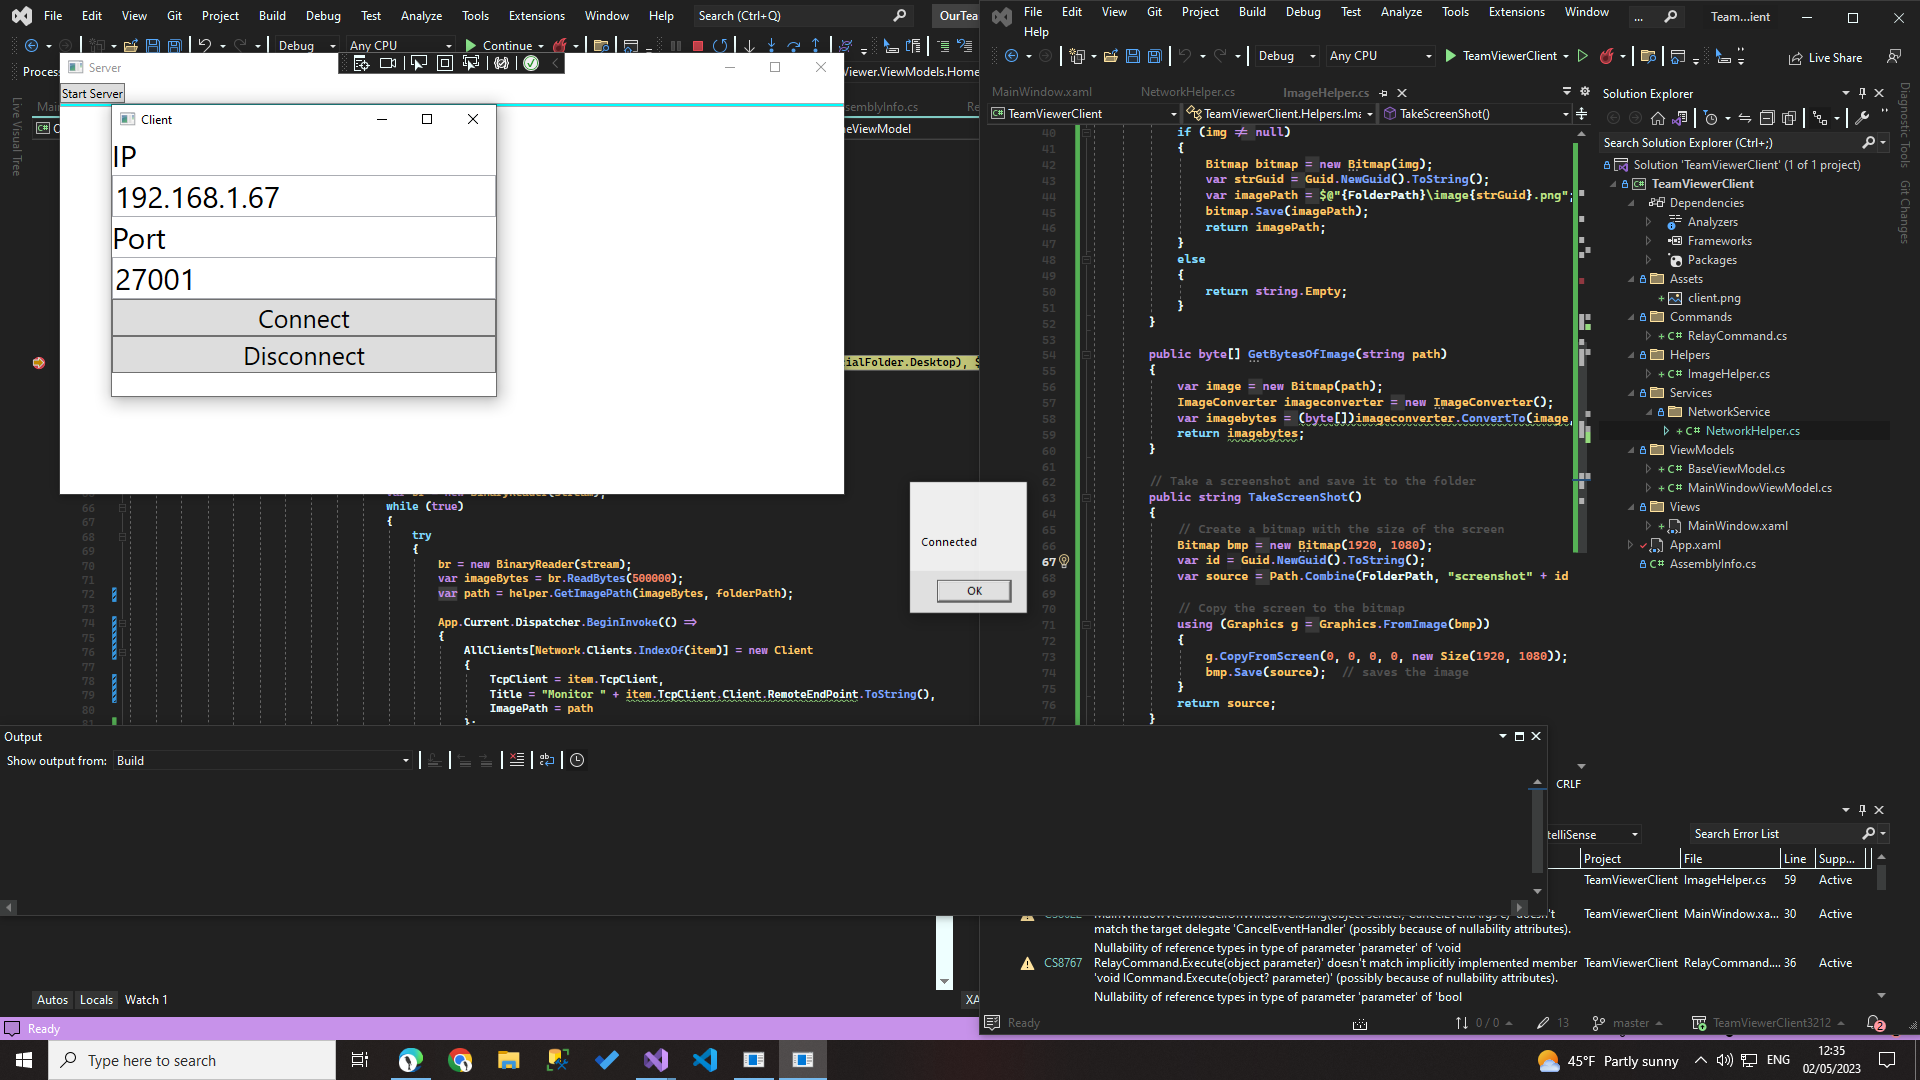 File Edit View Git Project Build Debug Test Analyze Tools Extensions Window Help Search (Ctrl+Q) OurTea
Debug Any CPU Continue
Proces
Server
iewer.ViewModels.Home
Start Server
Live Visual Tree
Mai
ssemblyInfo.cs
Re
eViewModel
Client
IP
192.168.1.67
Port
27001
Connect
Disconnect
ialFolder.Desktop), $
66 while (true)
67 {
68 try
69 {
70 br = new BinaryReader(stream);
71 var imageBytes = br.ReadBytes(500000);
72 var path = helper.GetImagePath(imageBytes, folderPath);
73
74 App.Current.Dispatcher.BeginInvoke(() =>
75 {
76 AllClients[Network.Clients.IndexOf(item)] = new Client
77 {
78 TcpClient = item.TcpClient,
79 Title = "Monitor " + item.TcpClient.Client.RemoteEndPoint.ToString(),
80 ImagePath = path
81 };
Connected
OK
File Edit View Git Project Build Debug Test Analyze Tools Extensions Window ... Team...ient
Help
Debug Any CPU TeamViewerClient Live Share
MainWindow.xaml NetworkHelper.cs ImageHelper.cs
TeamViewerClient TeamViewerClient.Helpers.Ima TakeScreenShot()
40 if (img != null)
41 {
42 Bitmap bitmap = new Bitmap(img);
43 var strGuid = Guid.NewGuid().ToString();
44 var imagePath = $@"{FolderPath}\image{strGuid}.png";
45 bitmap.Save(imagePath);
46 return imagePath;
47 }
48 else
49 {
50 return string.Empty;
51 }
52 }
53
54 public byte[] GetBytesOfImage(string path)
55 {
56 var image = new Bitmap(path);
57 ImageConverter imageconverter = new ImageConverter();
58 var imagebytes = (byte[])imageconverter.ConvertTo(image,
59 return imagebytes;
60 }
61
62 // Take a screenshot and save it to the folder
63 public string TakeScreenShot()
64 {
65 // Create a bitmap with the size of the screen
66 Bitmap bmp = new Bitmap(1920, 1080);
67 var id = Guid.NewGuid().ToString();
68 var source = Path.Combine(FolderPath, "screenshot" + id
69
70 // Copy the screen to the bitmap
71 using (Graphics g = Graphics.FromImage(bmp))
72 {
73 g.CopyFromScreen(0, 0, 0, 0, new Size(1920, 1080));
74 bmp.Save(source); // saves the image
75 }
76 return source;
77 }
Solution Explorer
Search Solution Explorer (Ctrl+;)
Solution 'TeamViewerClient' (1 of 1 project)
TeamViewerClient
Dependencies
Analyzers
Frameworks
Packages
Assets
client.png
Commands
RelayCommand.cs
Helpers
ImageHelper.cs
Services
NetworkService
NetworkHelper.cs
ViewModels
BaseViewModel.cs
MainWindowViewModel.cs
Views
MainWindow.xaml
App.xaml
AssemblyInfo.cs
Diagnostic Tools
Git Changes
Output
Show output from: Build
CRLF
telliSense Search Error List
Project File Line Supp...
TeamViewerClient ImageHelper.cs 59 Active
TeamViewerClient MainWindow.xa... 30 Active
match the target delegate 'CancelEventHandler' (possibly because of nullability attributes).
Nullability of reference types in type of parameter 'parameter' of 'void
CS8767 RelayCommand.Execute(object parameter)' doesn't match implicitly implemented member TeamViewerClient RelayCommand.... 36 Active
'void ICommand.Execute(object? parameter)' (possibly because of nullability attributes).
Nullability of reference types in type of parameter 'parameter' of 'bool
Autos Locals Watch 1
XA
Ready
Ready 0 / 0 13 master TeamViewerClient3212 2
Type here to search
45°F Partly sunny ENG 12:35
02/05/2023